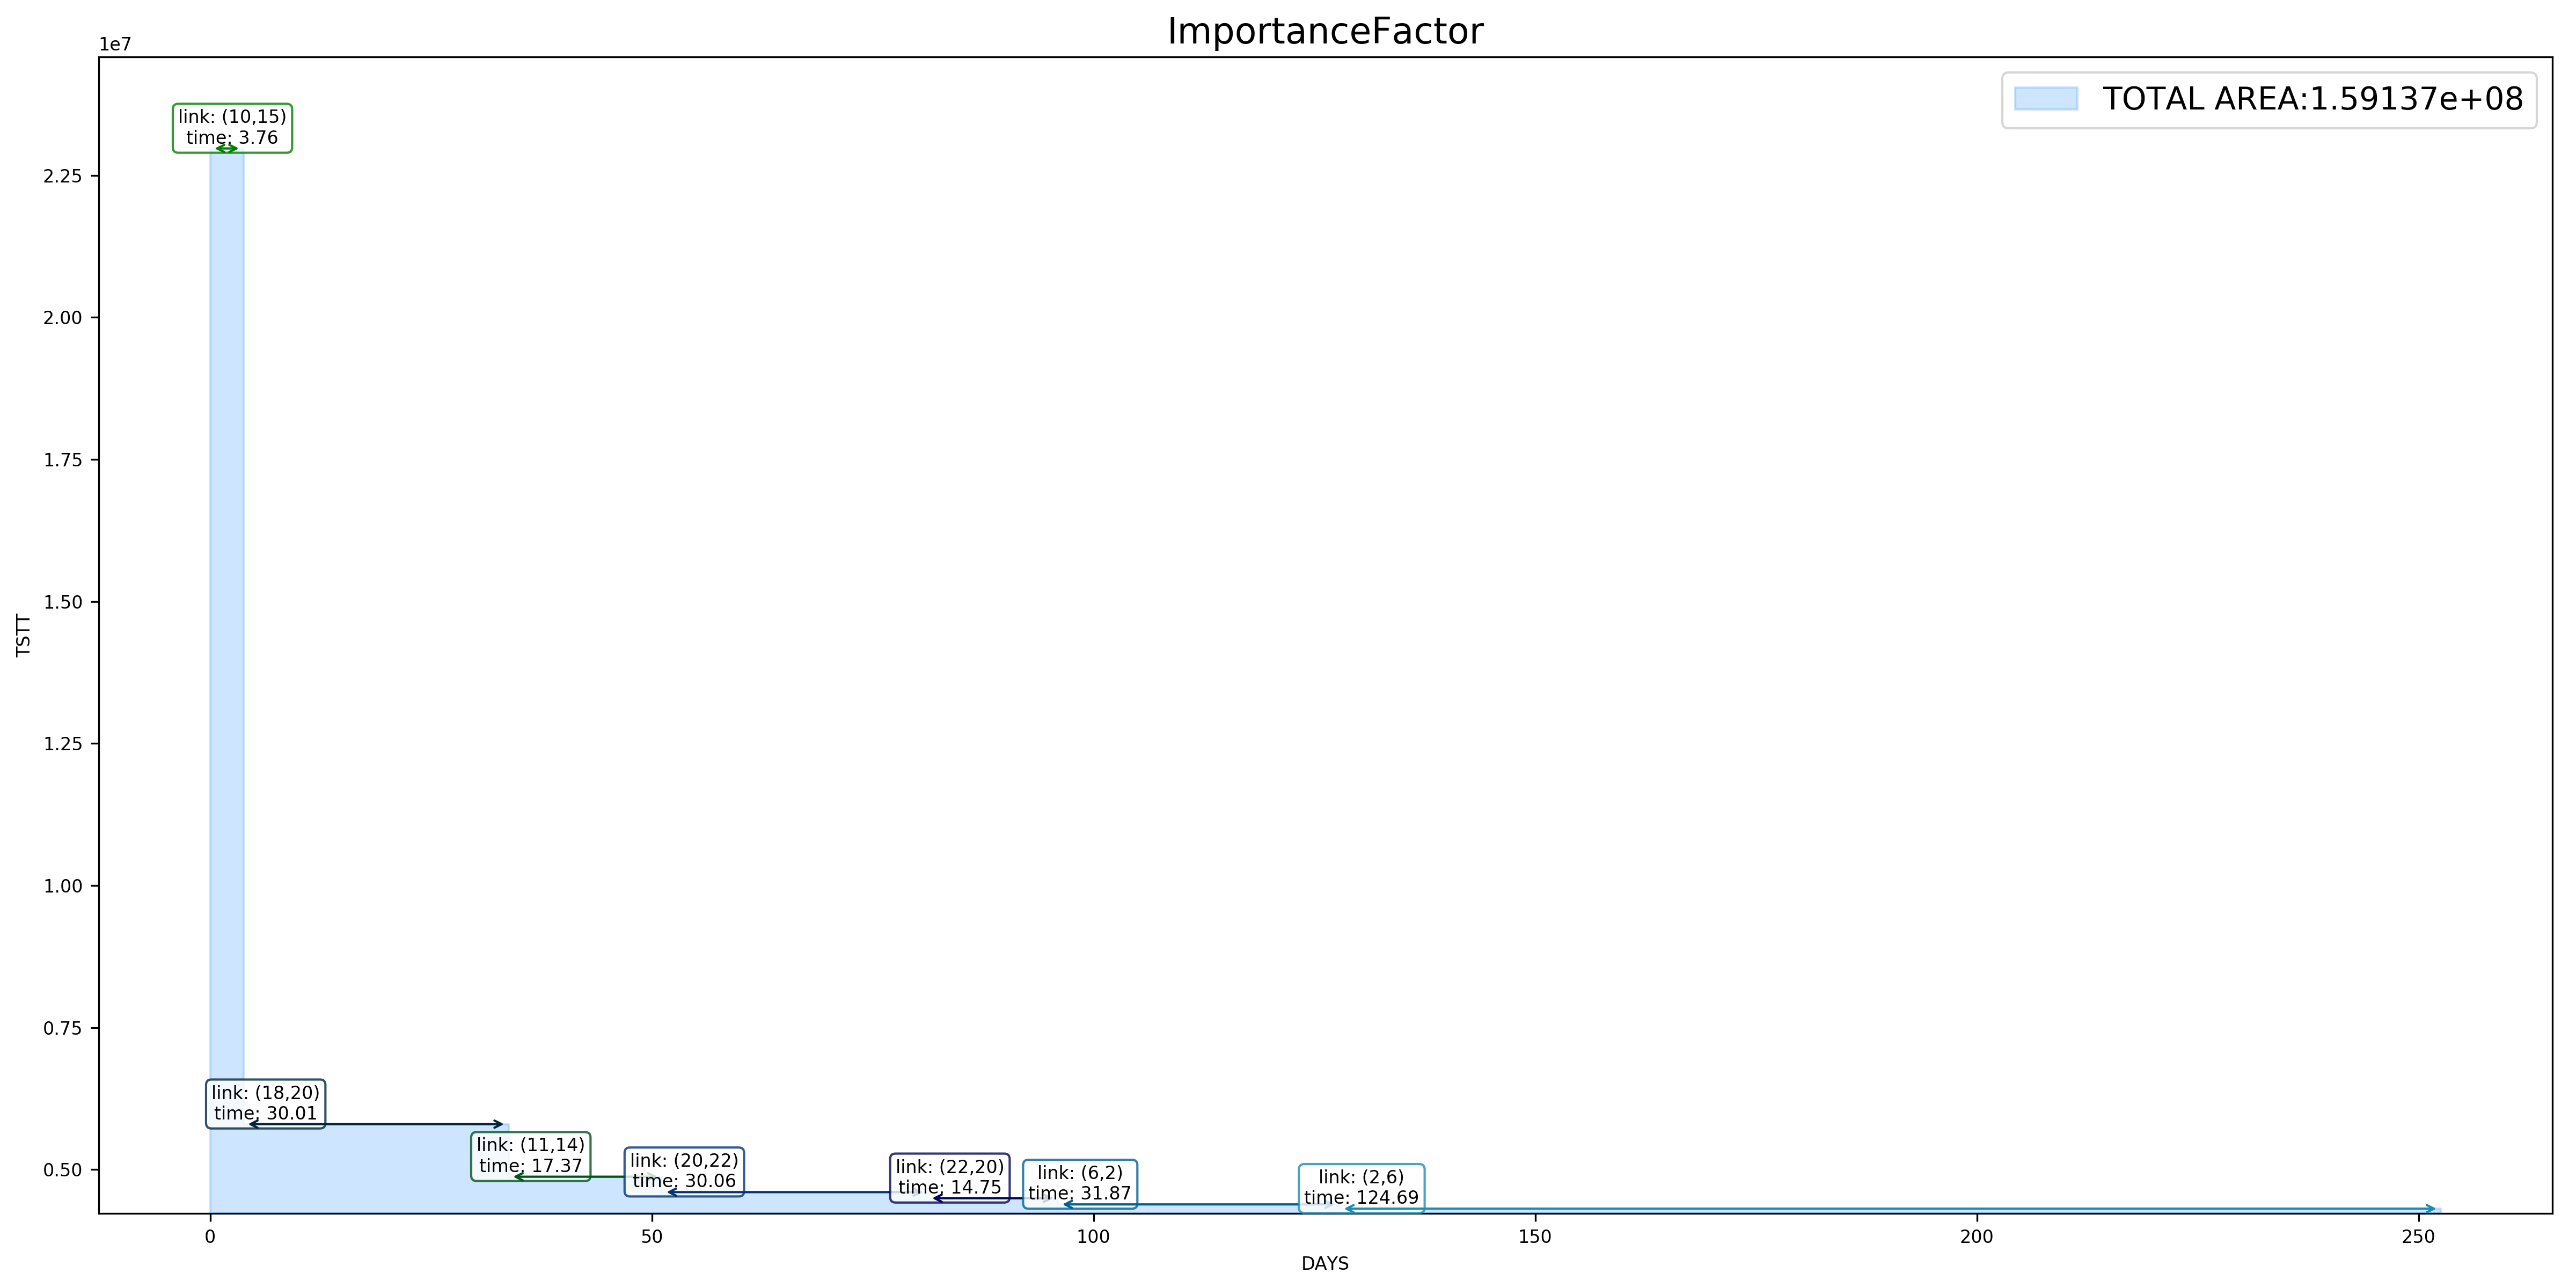 ImportanceFactor
1e7
TOTAL AREA:1.59137e+08
link: (10,15)
time: 3.76
2.25
2.00
1.75
1.50
1.25
1.00
0.75
0.50
TSTT
link: (18,20)
time: 30.01
link: (11,14)
time: 17.37
link: (20,22)
time: 30.06
link: (22,20)
time: 14.75
link: (6,2)
time: 31.87
link: (2,6)
time: 124.69
0 50 100 150 200 250
DAYS